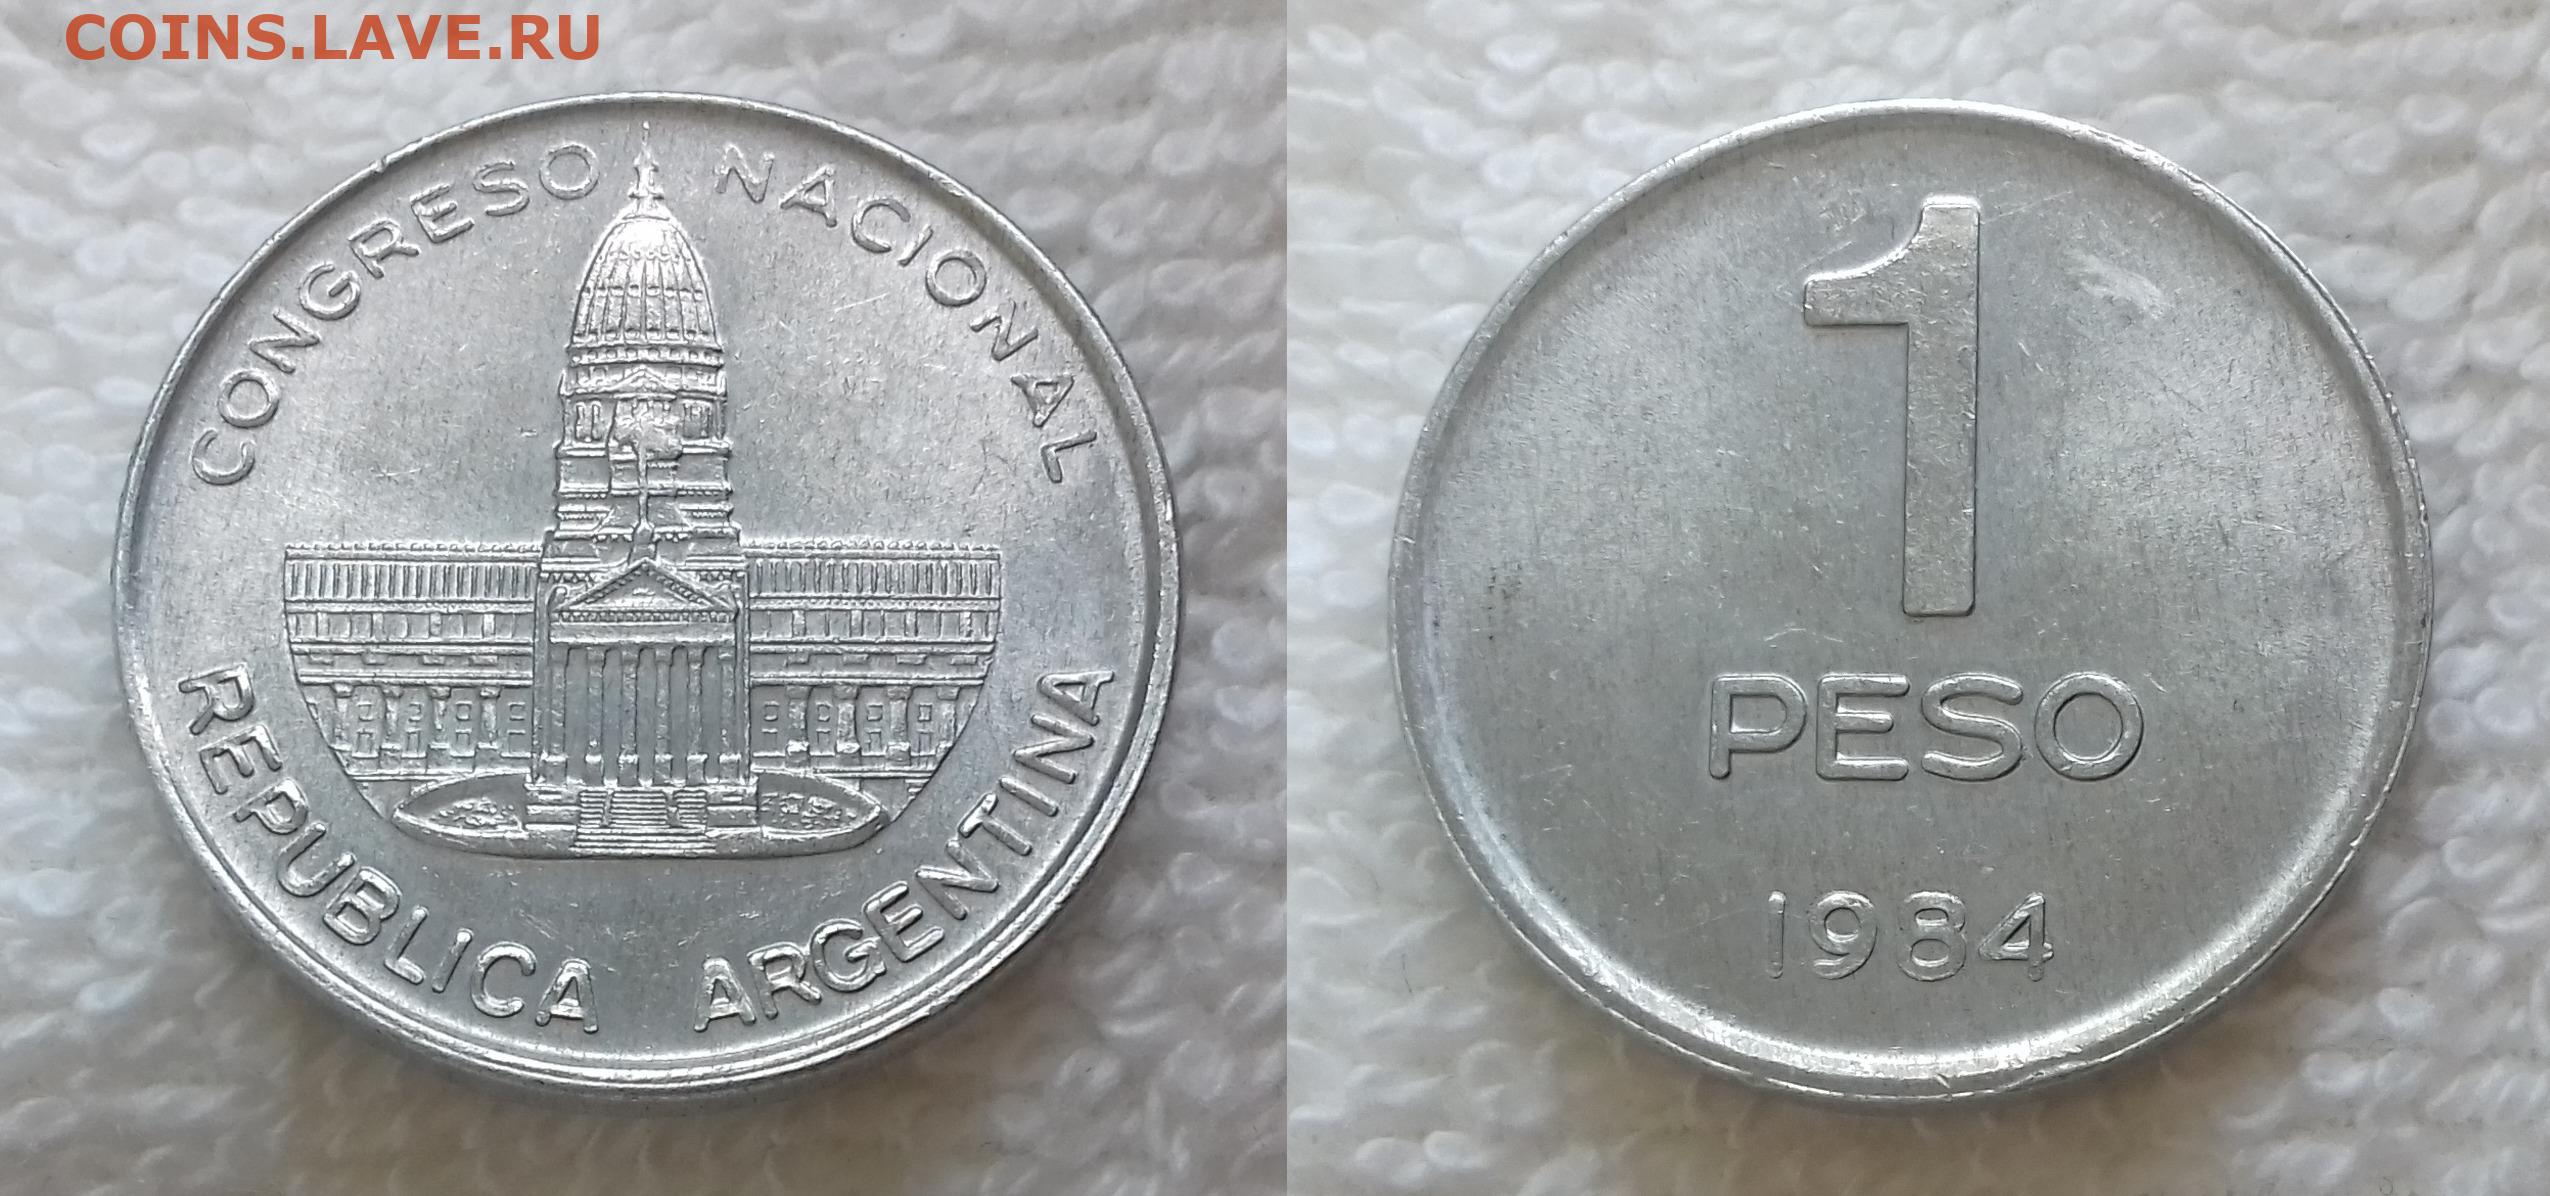 COINS.LAVE.RU
CONGRESO NACIONAL
REPUBLICA ARGENTINA
1
PESO
1984